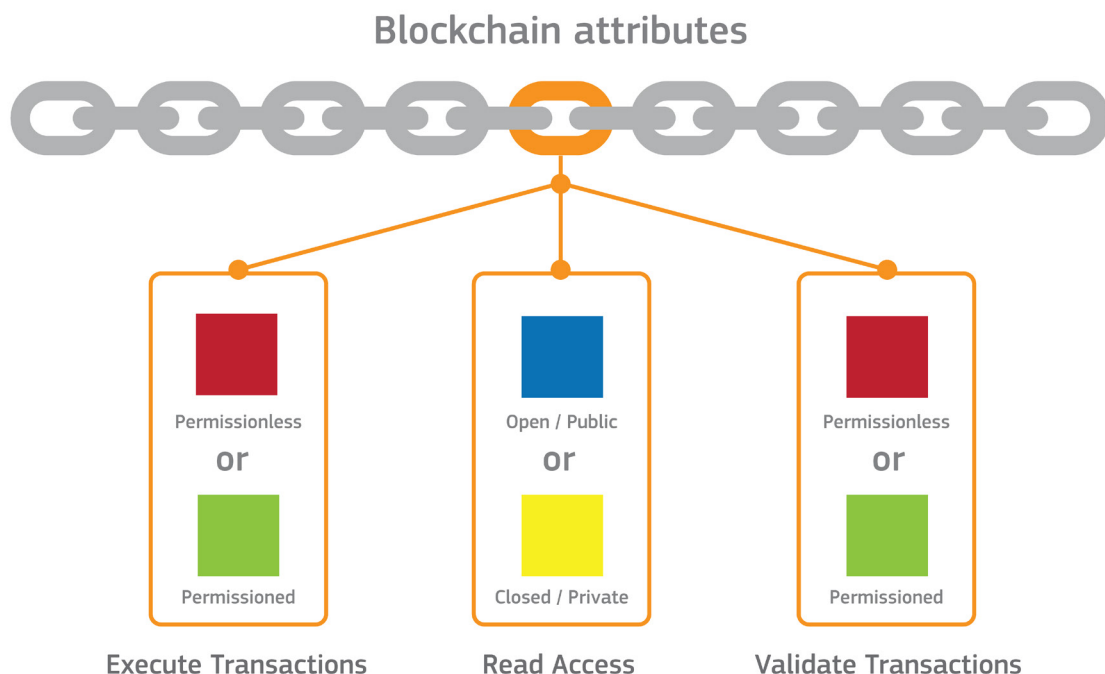 Blockchain attributes
Permissionless
or
Permissioned
Execute Transactions
Open / Public
or
Closed / Private
Read Access
Permissionless
or
Permissioned
Validate Transactions